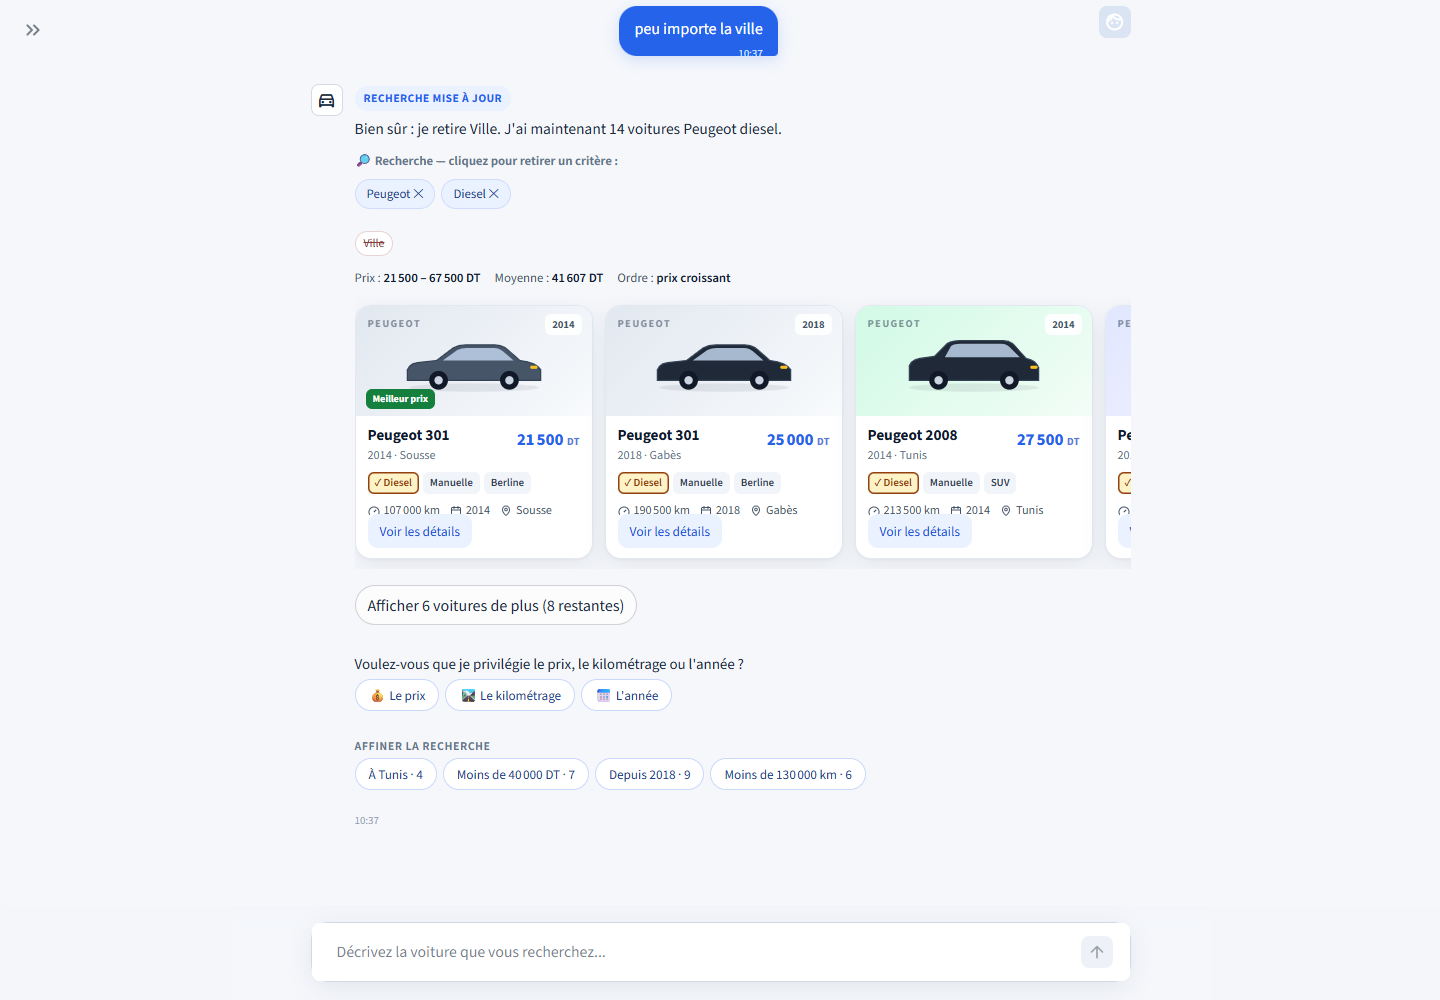 peu importe la ville
10:37
RECHERCHE MISE À JOUR
Bien sûr : je retire Ville. J'ai maintenant 14 voitures Peugeot diesel.
🔎 Recherche — cliquez pour retirer un critère :
Peugeot ✕ Diesel ✕
Ville
Prix : 21 500 – 67 500 DT Moyenne : 41 607 DT Ordre : prix croissant
PEUGEOT 2014
Meilleur prix
Peugeot 301 21 500 DT
2014 · Sousse
✓ Diesel Manuelle Berline
107 000 km 2014 Sousse
Voir les détails
PEUGEOT 2018
Peugeot 301 25 000 DT
2018 · Gabès
✓ Diesel Manuelle Berline
190 500 km 2018 Gabès
Voir les détails
PEUGEOT 2014
Peugeot 2008 27 500 DT
2014 · Tunis
✓ Diesel Manuelle SUV
213 500 km 2014 Tunis
Voir les détails
PE
Pe
20
✓
Afficher 6 voitures de plus (8 restantes)
Voulez-vous que je privilégie le prix, le kilométrage ou l'année ?
💰 Le prix 🛣️ Le kilométrage 📅 L'année
AFFINER LA RECHERCHE
À Tunis · 4 Moins de 40 000 DT · 7 Depuis 2018 · 9 Moins de 130 000 km · 6
10:37
Décrivez la voiture que vous recherchez...